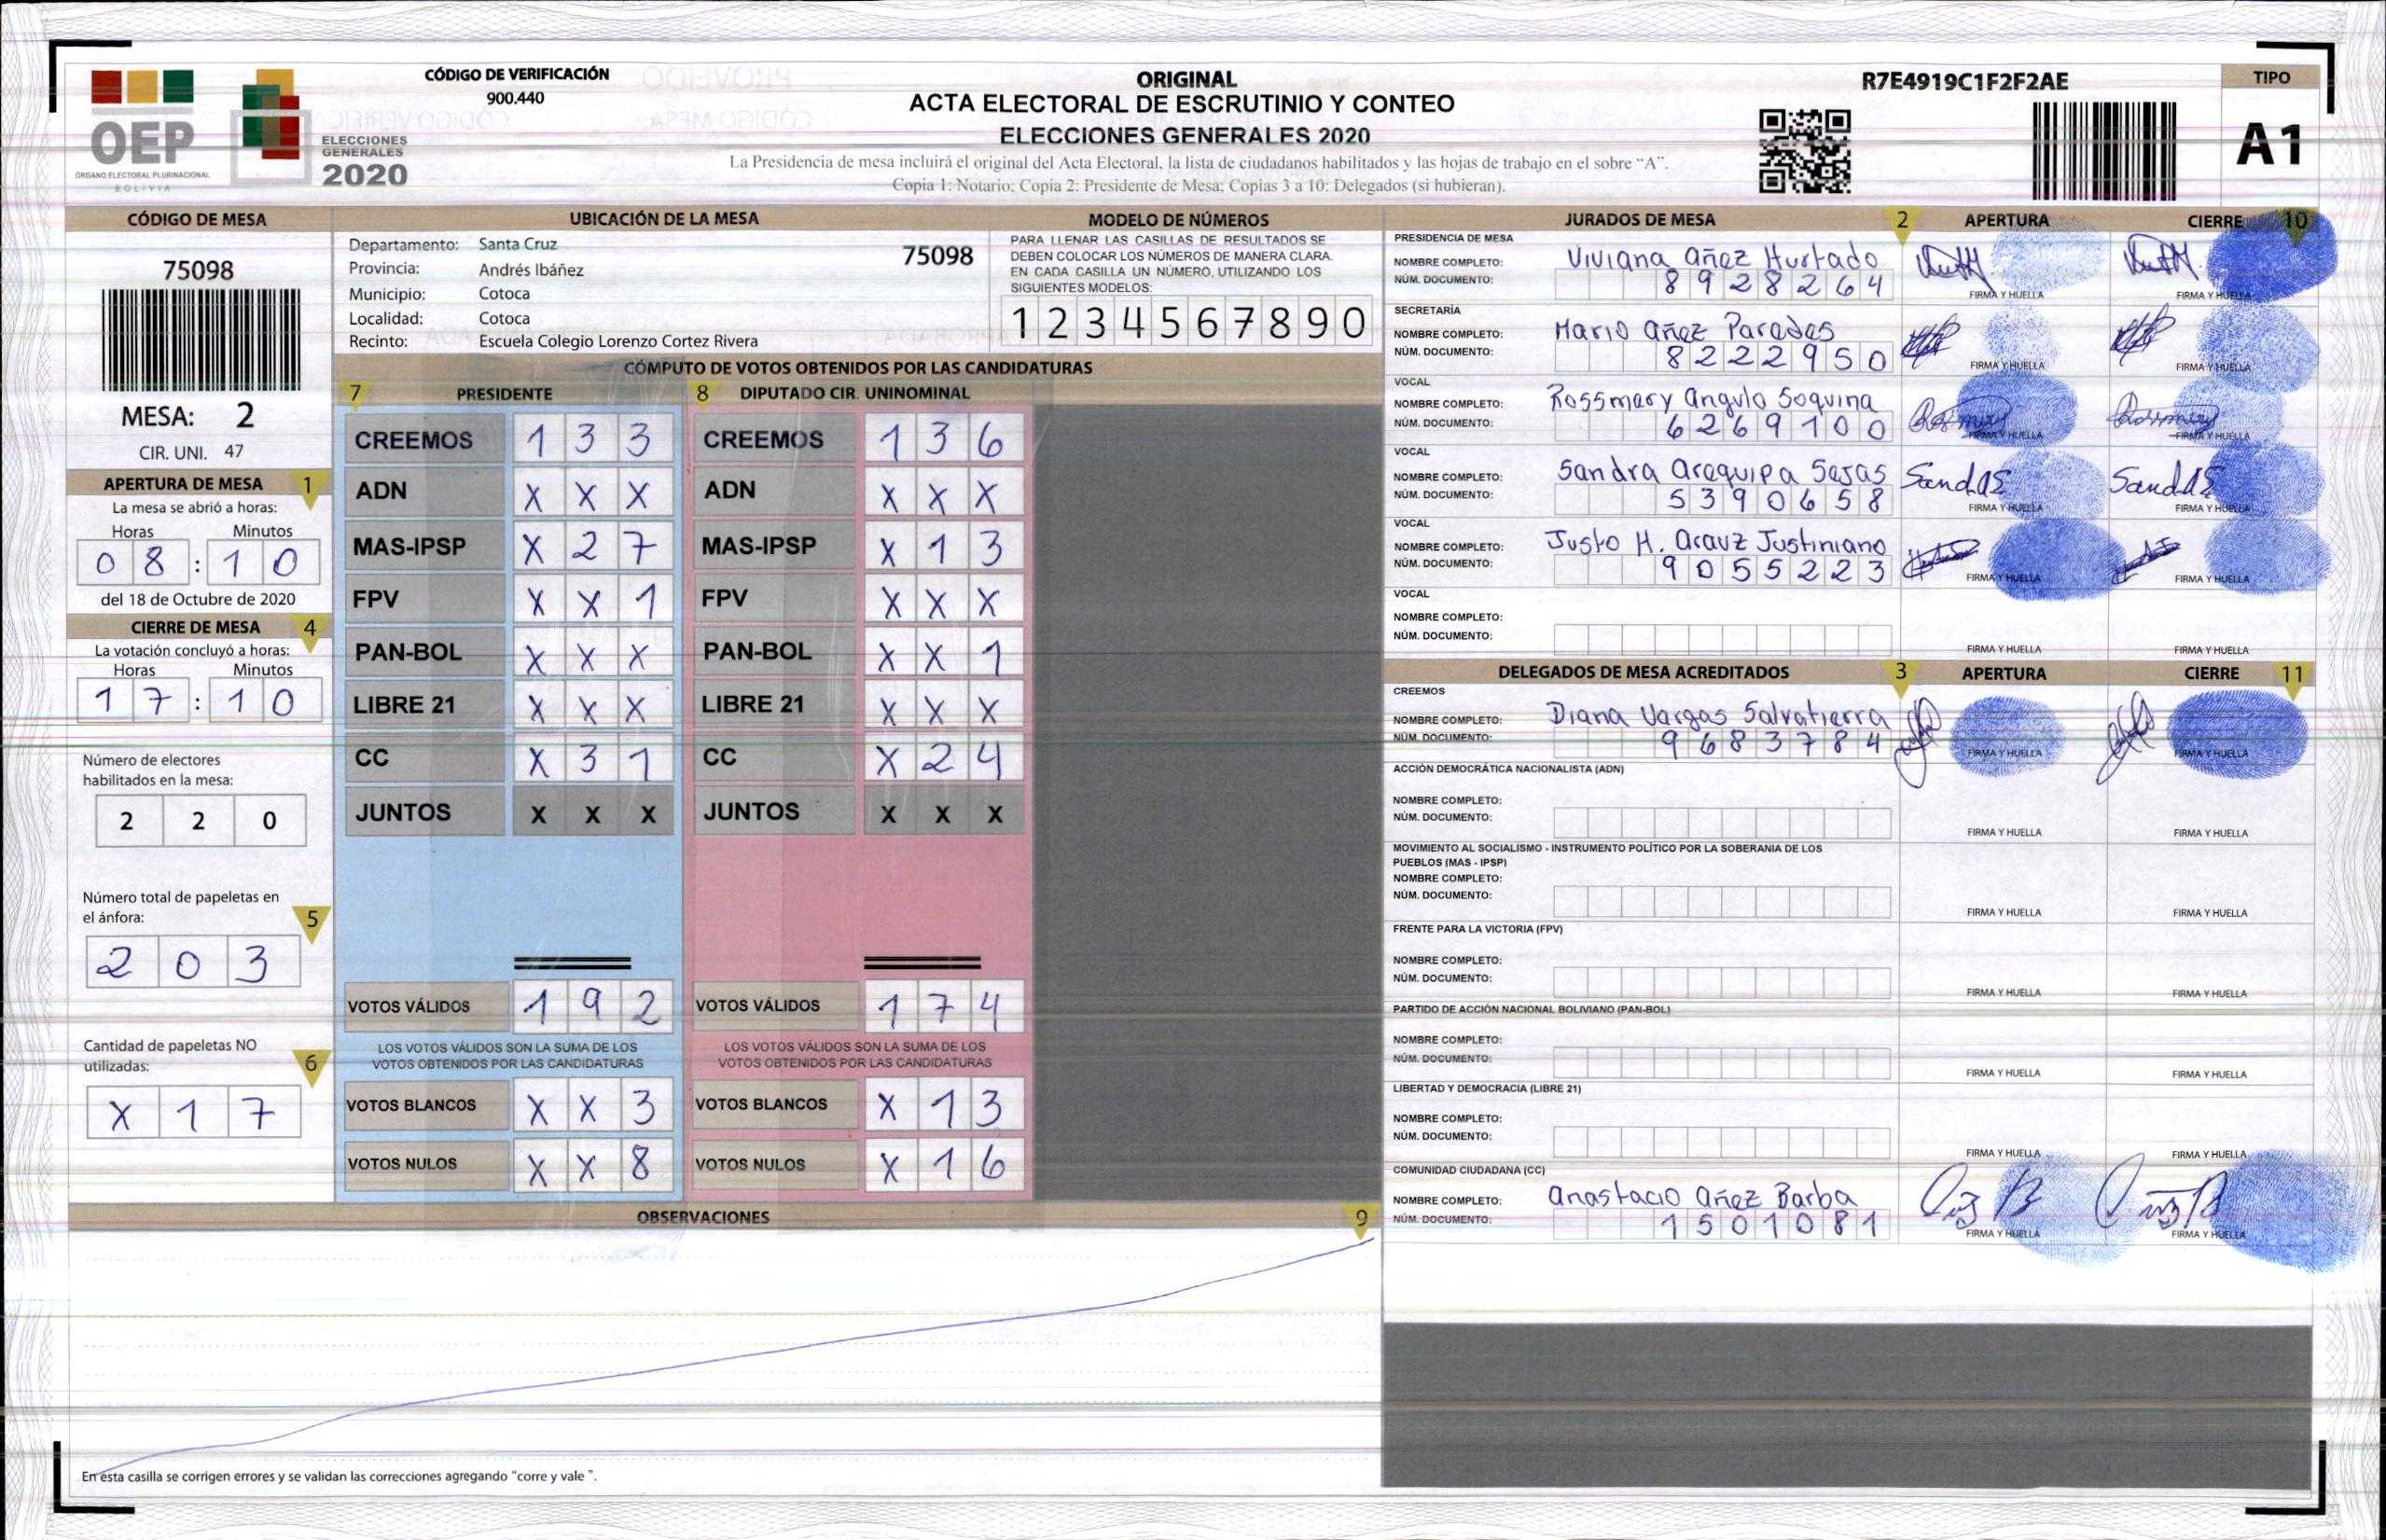 OEP
ÓRGANO ELECTORAL PLURINACIONAL
BOLIVIA
ELECCIONES
GENERALES
2020
CÓDIGO DE VERIFICACIÓN
900.440
ORIGINAL
ACTA ELECTORAL DE ESCRUTINIO Y CONTEO
ELECCIONES GENERALES 2020
La Presidencia de mesa incluirá el original del Acta Electoral, la lista de ciudadanos habilitados y las hojas de trabajo en el sobre “A”.
Copia 1: Notario; Copia 2: Presidente de Mesa; Copias 3 a 10: Delegados (si hubieran).
R7E4919C1F2F2AE
TIPO
A1
CÓDIGO DE MESA
75098
MESA: 2
CIR. UNI. 47
APERTURA DE MESA 1
La mesa se abrió a horas:
Horas Minutos
08:10
del 18 de Octubre de 2020
CIERRE DE MESA 4
La votación concluyó a horas:
Horas Minutos
17:10
Número de electores
habilitados en la mesa:
2 2 0
Número total de papeletas en
el ánfora: 5
2 0 3
Cantidad de papeletas NO
utilizadas: 6
X 1 7
UBICACIÓN DE LA MESA
Departamento: Santa Cruz 75098
Provincia: Andrés Ibáñez
Municipio: Cotoca
Localidad: Cotoca
Recinto: Escuela Colegio Lorenzo Cortez Rivera
MODELO DE NÚMEROS
PARA LLENAR LAS CASILLAS DE RESULTADOS SE
DEBEN COLOCAR LOS NÚMEROS DE MANERA CLARA.
EN CADA CASILLA UN NÚMERO, UTILIZANDO LOS
SIGUIENTES MODELOS:
1 2 3 4 5 6 7 8 9 0
CÓMPUTO DE VOTOS OBTENIDOS POR LAS CANDIDATURAS
7 PRESIDENTE 8 DIPUTADO CIR. UNINOMINAL
CREEMOS 1 3 3 CREEMOS 1 3 6
ADN X X X ADN X X X
MAS-IPSP X 2 7 MAS-IPSP X 1 3
FPV X X 1 FPV X X X
PAN-BOL X X X PAN-BOL X X 1
LIBRE 21 X X X LIBRE 21 X X X
CC X 3 1 CC X 2 4
JUNTOS X X X JUNTOS X X X
VOTOS VÁLIDOS 1 9 2 VOTOS VÁLIDOS 1 7 4
LOS VOTOS VÁLIDOS SON LA SUMA DE LOS LOS VOTOS VÁLIDOS SON LA SUMA DE LOS
VOTOS OBTENIDOS POR LAS CANDIDATURAS VOTOS OBTENIDOS POR LAS CANDIDATURAS
VOTOS BLANCOS X X 3 VOTOS BLANCOS X 1 3
VOTOS NULOS X X 8 VOTOS NULOS X 1 6
OBSERVACIONES 9
En esta casilla se corrigen errores y se validan las correcciones agregando “corre y vale ”.
JURADOS DE MESA 2 APERTURA CIERRE 10
PRESIDENCIA DE MESA
NOMBRE COMPLETO: Viviana añez Hurtado
NÚM. DOCUMENTO: 8928264
FIRMA Y HUELLA FIRMA Y HUELLA
SECRETARÍA
NOMBRE COMPLETO: Mario añez Paradas
NÚM. DOCUMENTO: 8222950
FIRMA Y HUELLA FIRMA Y HUELLA
VOCAL
NOMBRE COMPLETO: Rossmary angulo Soquina
NÚM. DOCUMENTO: 6269100
FIRMA Y HUELLA FIRMA Y HUELLA
VOCAL
NOMBRE COMPLETO: Sandra araquipa Sasas
NÚM. DOCUMENTO: 5390658
FIRMA Y HUELLA FIRMA Y HUELLA
VOCAL
NOMBRE COMPLETO: Justo H. arauz Justiniano
NÚM. DOCUMENTO: 9055223
FIRMA Y HUELLA FIRMA Y HUELLA
VOCAL
NOMBRE COMPLETO:
NÚM. DOCUMENTO:
FIRMA Y HUELLA FIRMA Y HUELLA
DELEGADOS DE MESA ACREDITADOS 3 APERTURA CIERRE 11
CREEMOS
NOMBRE COMPLETO: Diana Vargas Salvatierra
NÚM. DOCUMENTO: 9683784
FIRMA Y HUELLA FIRMA Y HUELLA
ACCIÓN DEMOCRÁTICA NACIONALISTA (ADN)
NOMBRE COMPLETO:
NÚM. DOCUMENTO:
FIRMA Y HUELLA FIRMA Y HUELLA
MOVIMIENTO AL SOCIALISMO - INSTRUMENTO POLÍTICO POR LA SOBERANIA DE LOS
PUEBLOS (MAS - IPSP)
NOMBRE COMPLETO:
NÚM. DOCUMENTO:
FIRMA Y HUELLA FIRMA Y HUELLA
FRENTE PARA LA VICTORIA (FPV)
NOMBRE COMPLETO:
NÚM. DOCUMENTO:
FIRMA Y HUELLA FIRMA Y HUELLA
PARTIDO DE ACCIÓN NACIONAL BOLIVIANO (PAN-BOL)
NOMBRE COMPLETO:
NÚM. DOCUMENTO:
FIRMA Y HUELLA FIRMA Y HUELLA
LIBERTAD Y DEMOCRACIA (LIBRE 21)
NOMBRE COMPLETO:
NÚM. DOCUMENTO:
FIRMA Y HUELLA FIRMA Y HUELLA
COMUNIDAD CIUDADANA (CC)
NOMBRE COMPLETO: anastacio añez Barba
NÚM. DOCUMENTO: 1501081
FIRMA Y HUELLA FIRMA Y HUELLA